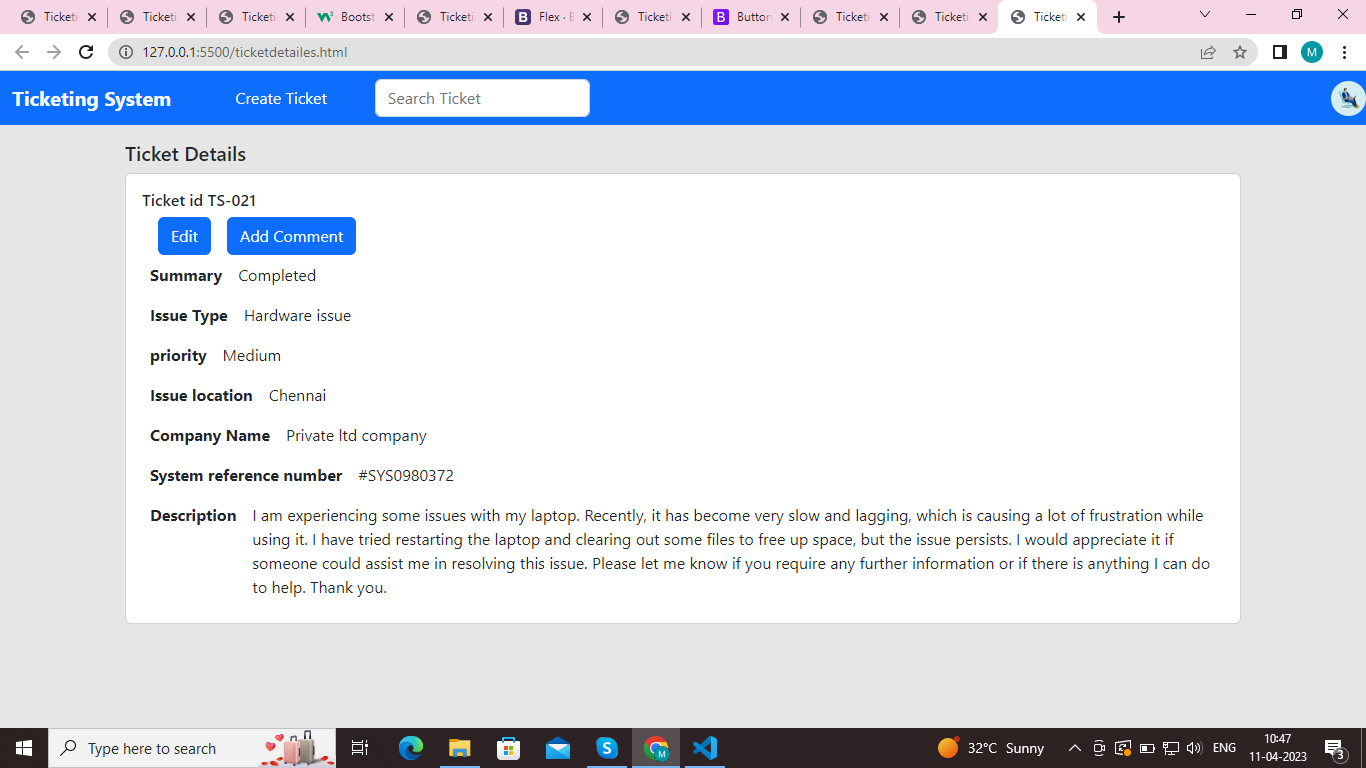 Ticketi
Ticketi
Ticketi
Bootst
Ticketi
Flex · E
Ticketi
Button
Ticketi
Ticketi
Ticketi
127.0.0.1:5500/ticketdetailes.html
M
Ticketing System
Create Ticket
Search Ticket
Ticket Details
Ticket id TS-021
Edit
Add Comment
Summary Completed
Issue Type Hardware issue
priority Medium
Issue location Chennai
Company Name Private ltd company
System reference number #SYS0980372
Description I am experiencing some issues with my laptop. Recently, it has become very slow and lagging, which is causing a lot of frustration while
using it. I have tried restarting the laptop and clearing out some files to free up space, but the issue persists. I would appreciate it if
someone could assist me in resolving this issue. Please let me know if you require any further information or if there is anything I can do
to help. Thank you.
Type here to search
32°C Sunny
ENG
10:47
11-04-2023
3